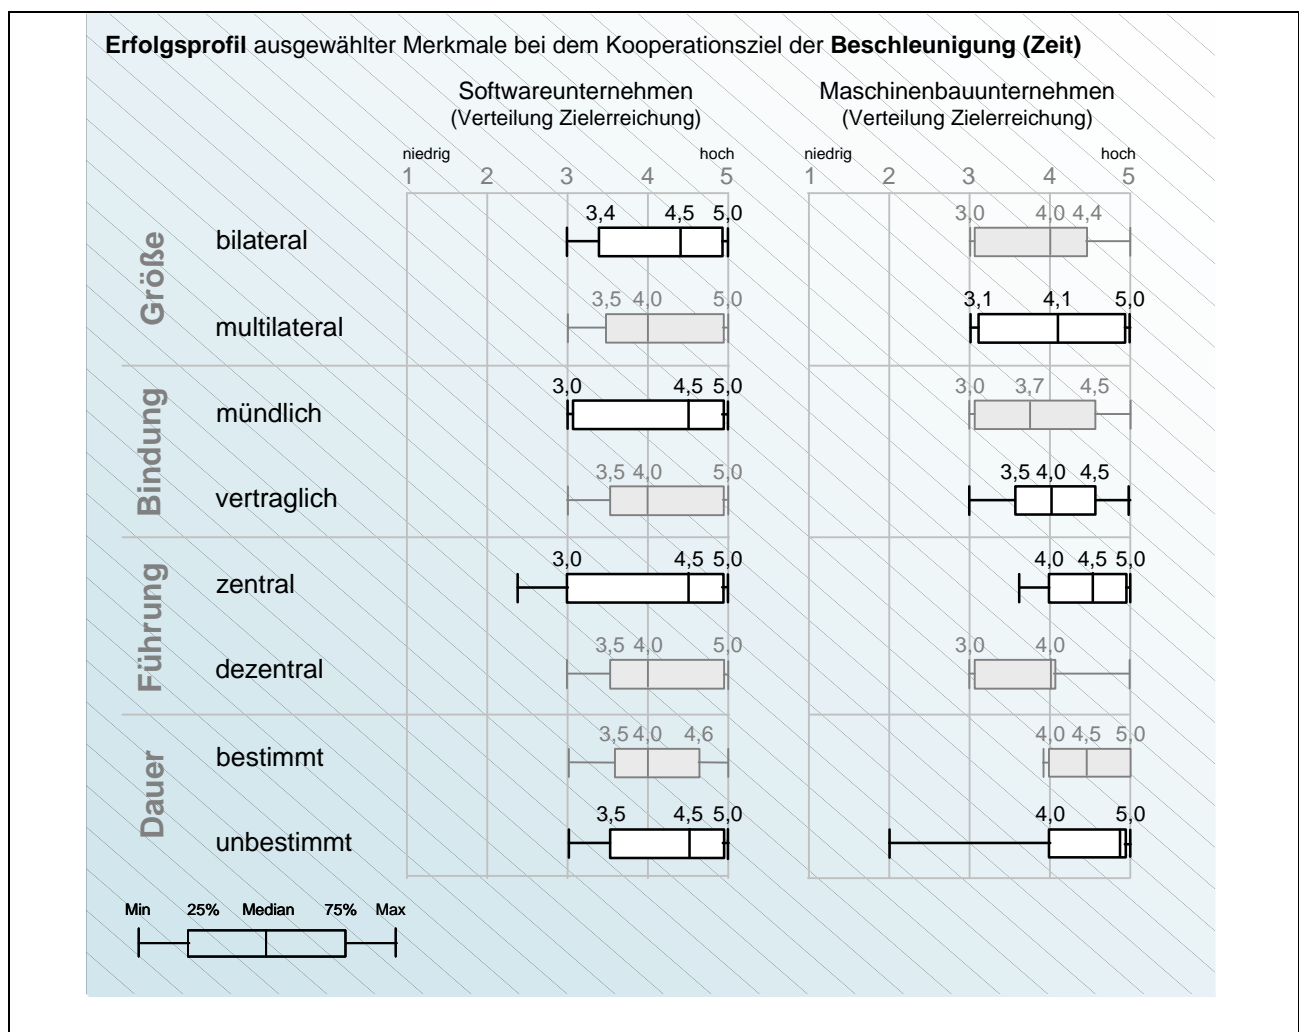 Erfolgsprofil ausgewählter Merkmale bei dem Kooperationsziel der Beschleunigung (Zeit)
Softwareunternehmen
(Verteilung Zielerreichung)
Maschinenbauunternehmen
(Verteilung Zielerreichung)
niedrig hoch niedrig hoch
1 2 3 4 5 1 2 3 4 5
Größe
bilateral
3,4 4,5 5,0 3,0 4,0 4,4
multilateral
3,5 4,0 5,0 3,1 4,1 5,0
Bindung
mündlich
3,0 4,5 5,0 3,0 3,7 4,5
vertraglich
3,5 4,0 5,0 3,5 4,0 4,5
Führung
zentral
3,0 4,5 5,0 4,0 4,5 5,0
dezentral
3,5 4,0 5,0 3,0 4,0
Dauer
bestimmt
3,5 4,0 4,6 4,0 4,5 5,0
unbestimmt
3,5 4,5 5,0 4,0 5,0
Min 25% Median 75% Max